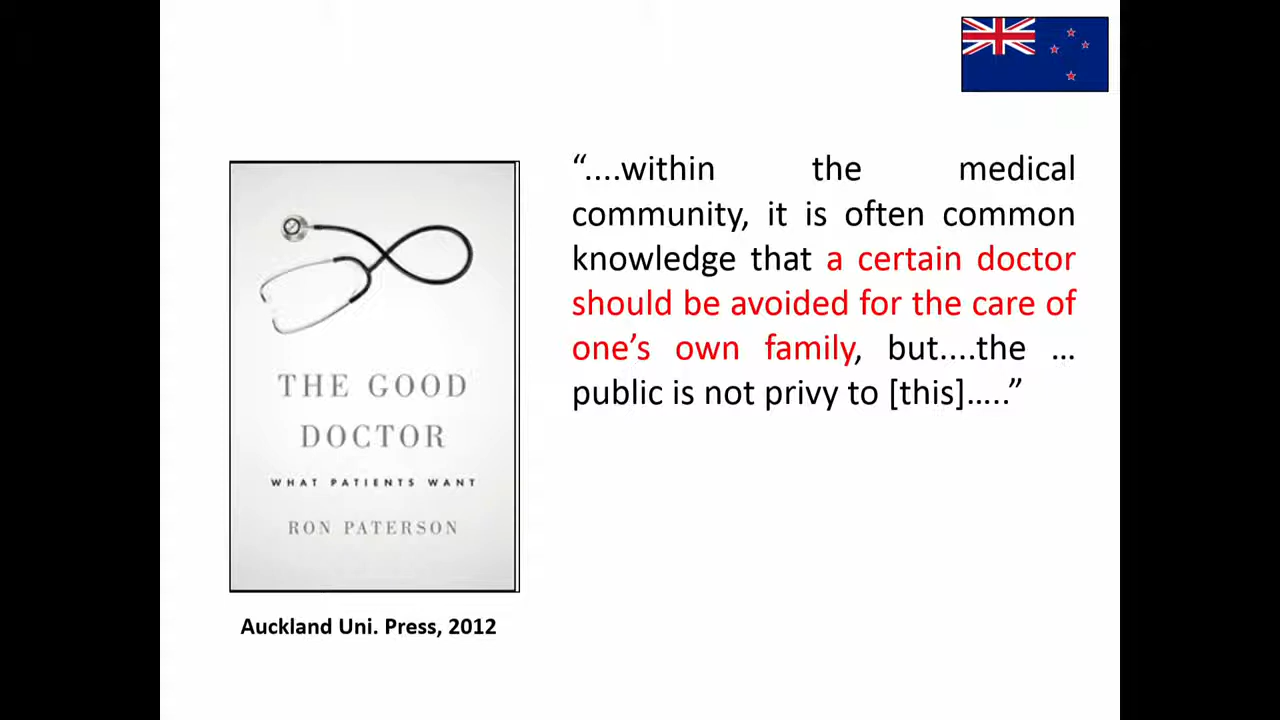 “....within the medical
community, it is often common
knowledge that a certain doctor
should be avoided for the care of
one’s own family, but....the …
public is not privy to [this]…..”
THE GOOD
DOCTOR
WHAT PATIENTS WANT
RON PATERSON
Auckland Uni. Press, 2012